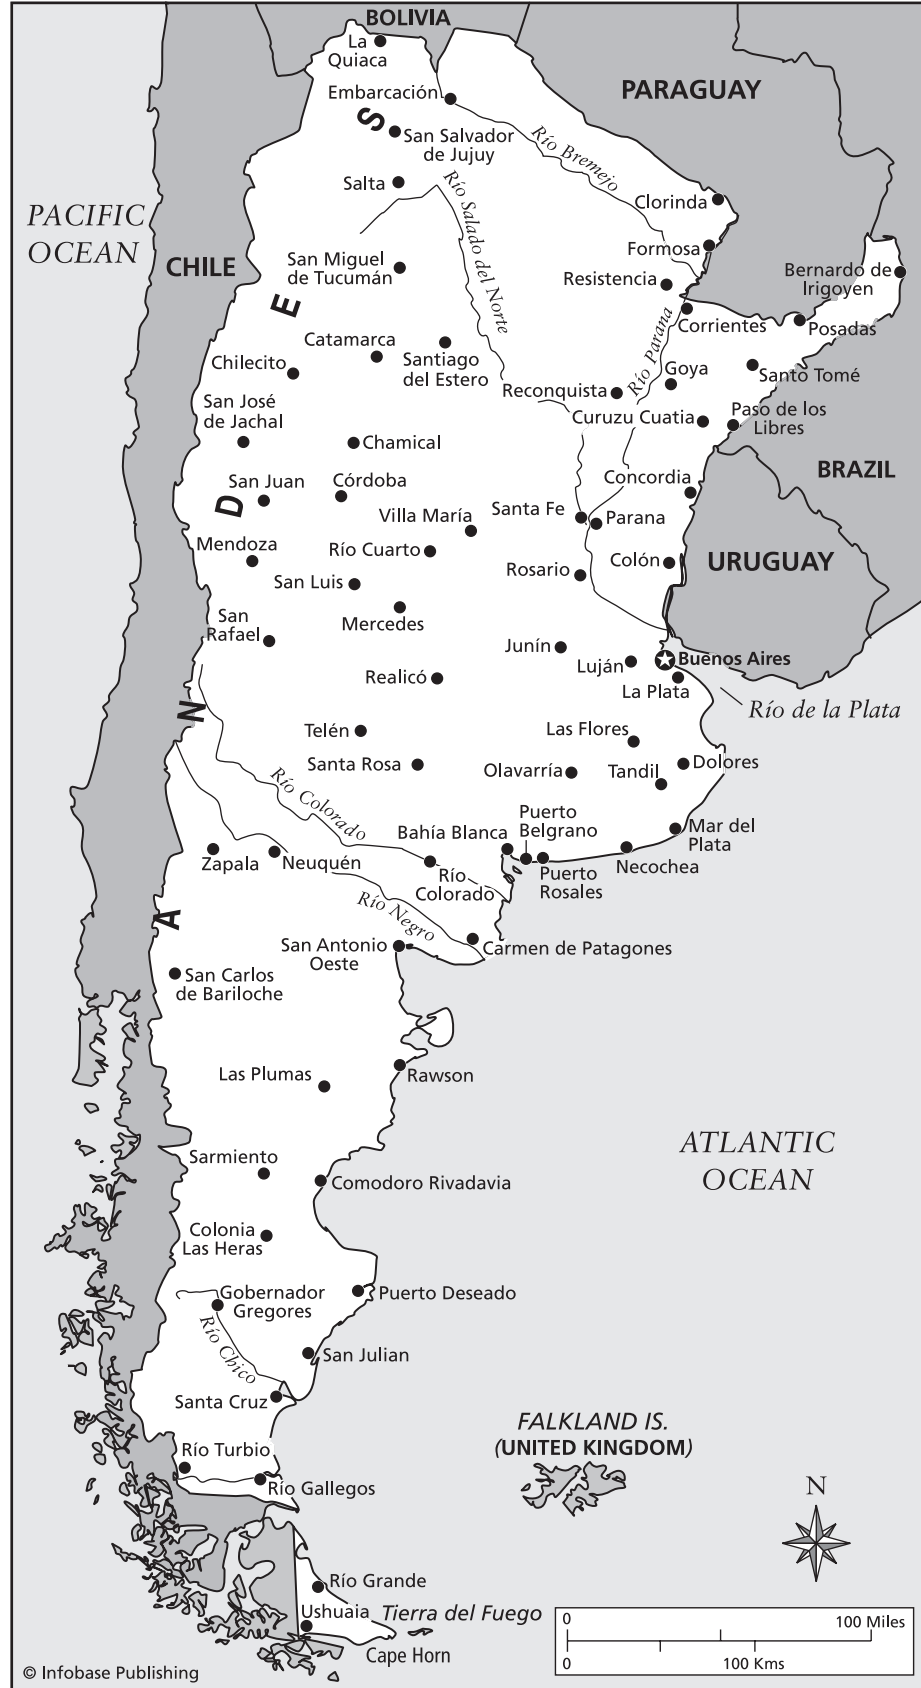 BOLIVIA
La
Quiaca
PARAGUAY
Embarcación
San Salvador
de Jujuy
Río Bremejo
Salta
Río Salado del Norte
Clorinda
PACIFIC
OCEAN
CHILE
Formosa
San Miguel
de Tucumán
Resistencia
Bernardo de
Irigoyen
Corrientes
Posadas
Río Parana
Catamarca
Santiago
del Estero
Chilecito
Goya
Santo Tomé
Reconquista
San José
de Jachal
Curuzu Cuatia
Paso de los
Libres
Chamical
BRAZIL
San Juan
Córdoba
Concordia
Villa María
Santa Fe
Parana
Mendoza
Río Cuarto
Rosario
Colón
URUGUAY
San Luis
San
Rafael
Mercedes
Junín
Luján
Buenos Aires
Realicó
La Plata
Río de la Plata
A N D E S
Telén
Las Flores
Santa Rosa
Olavarría
Tandil
Dolores
Río Colorado
Puerto
Belgrano
Bahía Blanca
Mar del
Plata
Zapala
Neuquén
Río
Colorado
Puerto
Rosales
Necochea
Río Negro
San Antonio
Oeste
Carmen de Patagones
San Carlos
de Bariloche
Las Plumas
Rawson
ATLANTIC
OCEAN
Sarmiento
Comodoro Rivadavia
Colonia
Las Heras
Gobernador
Gregores
Puerto Deseado
Río Chico
San Julian
Santa Cruz
FALKLAND IS.
(UNITED KINGDOM)
Río Turbio
Río Gallegos
N
Río Grande
Ushuaia
Tierra del Fuego
Cape Horn
0 100 Miles
0 100 Kms
© Infobase Publishing